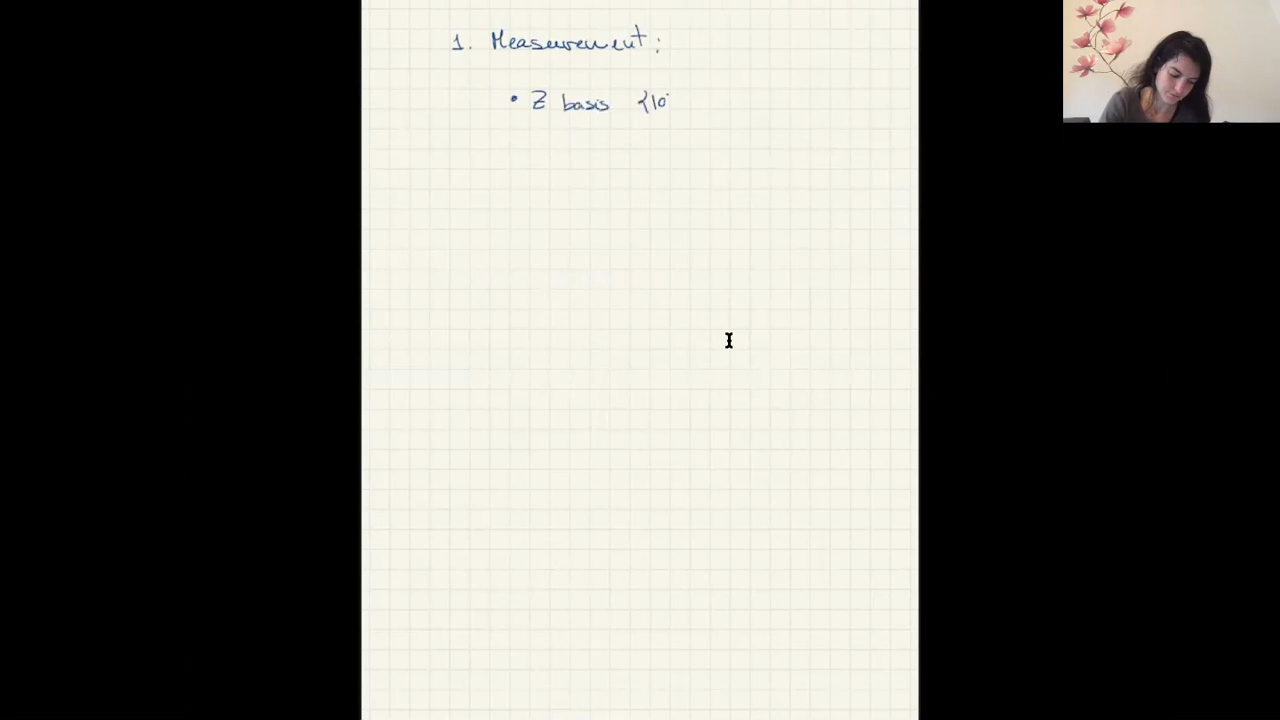 1. Measurement:
• Z basis {|0